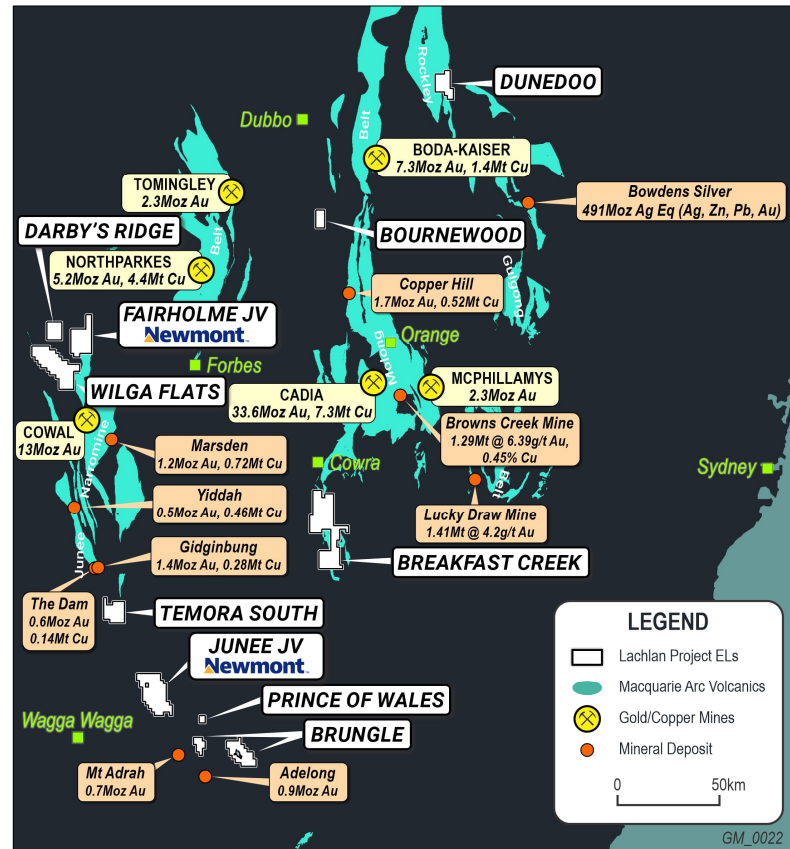 Rockley
DUNEDOO
Dubbo
Belt
BODA-KAISER
7.3Moz Au, 1.4Mt Cu
TOMINGLEY
2.3Moz Au
Bowdens Silver
491Moz Ag Eq (Ag, Zn, Pb, Au)
DARBY'S RIDGE
Belt
BOURNEWOOD
NORTHPARKES
5.2Moz Au, 4.4Mt Cu
Gulgong
Copper Hill
1.7Moz Au, 0.52Mt Cu
FAIRHOLME JV
Newmont™
Orange
Molong
Forbes
WILGA FLATS
CADIA
33.6Moz Au, 7.3Mt Cu
MCPHILLAMYS
2.3Moz Au
COWAL
13Moz Au
Browns Creek Mine
1.29Mt @ 6.39g/t Au,
0.45% Cu
Narromine
Marsden
1.2Moz Au, 0.72Mt Cu
Cowra
Sydney
Belt
Yiddah
0.5Moz Au, 0.46Mt Cu
Lucky Draw Mine
1.41Mt @ 4.2g/t Au
Junee
Gidginbung
1.4Moz Au, 0.28Mt Cu
BREAKFAST CREEK
The Dam
0.6Moz Au
0.14Mt Cu
TEMORA SOUTH
JUNEE JV
Newmont™
PRINCE OF WALES
Wagga Wagga
BRUNGLE
Mt Adrah
0.7Moz Au
Adelong
0.9Moz Au
LEGEND
Lachlan Project ELs
Macquarie Arc Volcanics
Gold/Copper Mines
Mineral Deposit
0 50km
GM_0022